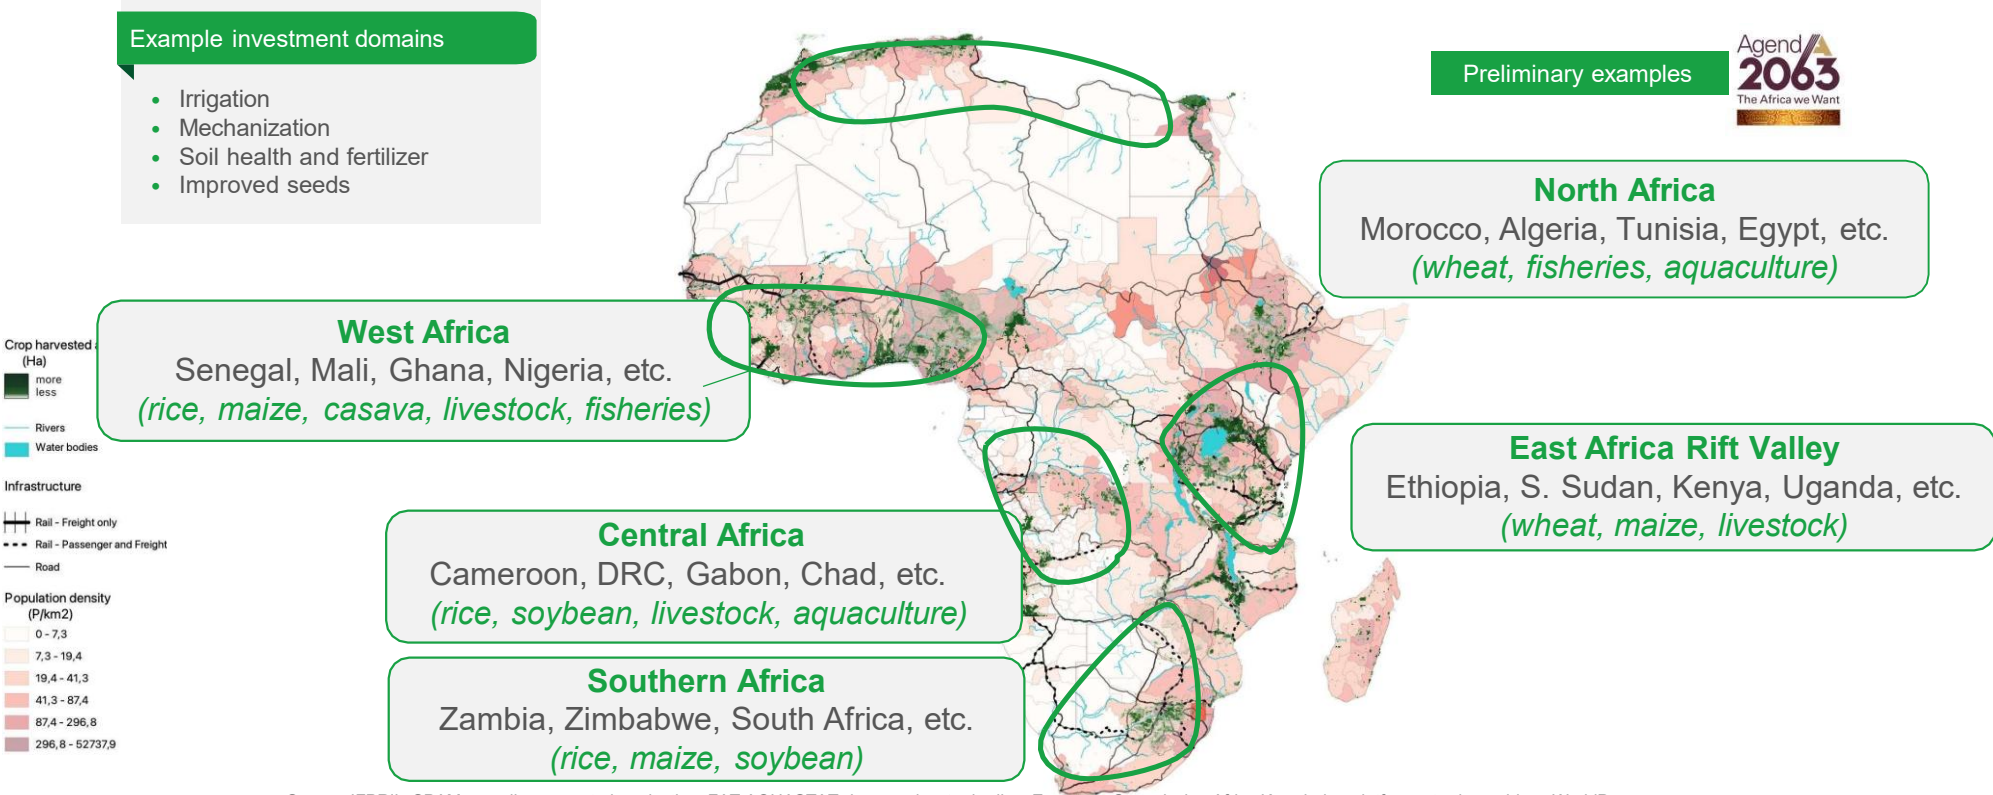 Example investment domains
• Irrigation
• Mechanization
• Soil health and fertilizer
• Improved seeds
Preliminary examples
Agenda
2063
The Africa we Want
North Africa
Morocco, Algeria, Tunisia, Egypt, etc.
(wheat, fisheries, aquaculture)
West Africa
Senegal, Mali, Ghana, Nigeria, etc.
(rice, maize, casava, livestock, fisheries)
East Africa Rift Valley
Ethiopia, S. Sudan, Kenya, Uganda, etc.
(wheat, maize, livestock)
Central Africa
Cameroon, DRC, Gabon, Chad, etc.
(rice, soybean, livestock, aquaculture)
Southern Africa
Zambia, Zimbabwe, South Africa, etc.
(rice, maize, soybean)
Crop harvested
(Ha)
more
less
Rivers
Water bodies
Infrastructure
Rail - Freight only
Rail - Passenger and Freight
Road
Population density
(P/km2)
0 - 7,3
7,3 - 19,4
19,4 - 41,3
41,3 - 87,4
87,4 - 296,8
296,8 - 52737,9